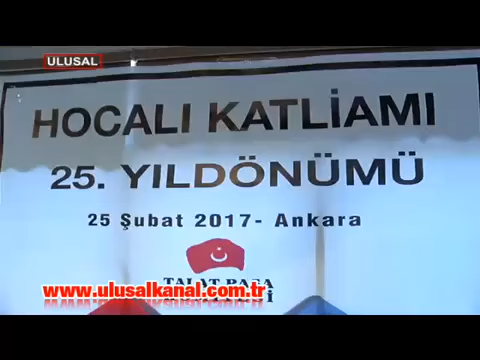 ULUSAL
HOCALI KATLİAMI
25. YILDÖNÜMÜ
25 Şubat 2017- Ankara
TALAT PAŞA
www.ulusalkanal.com.tr